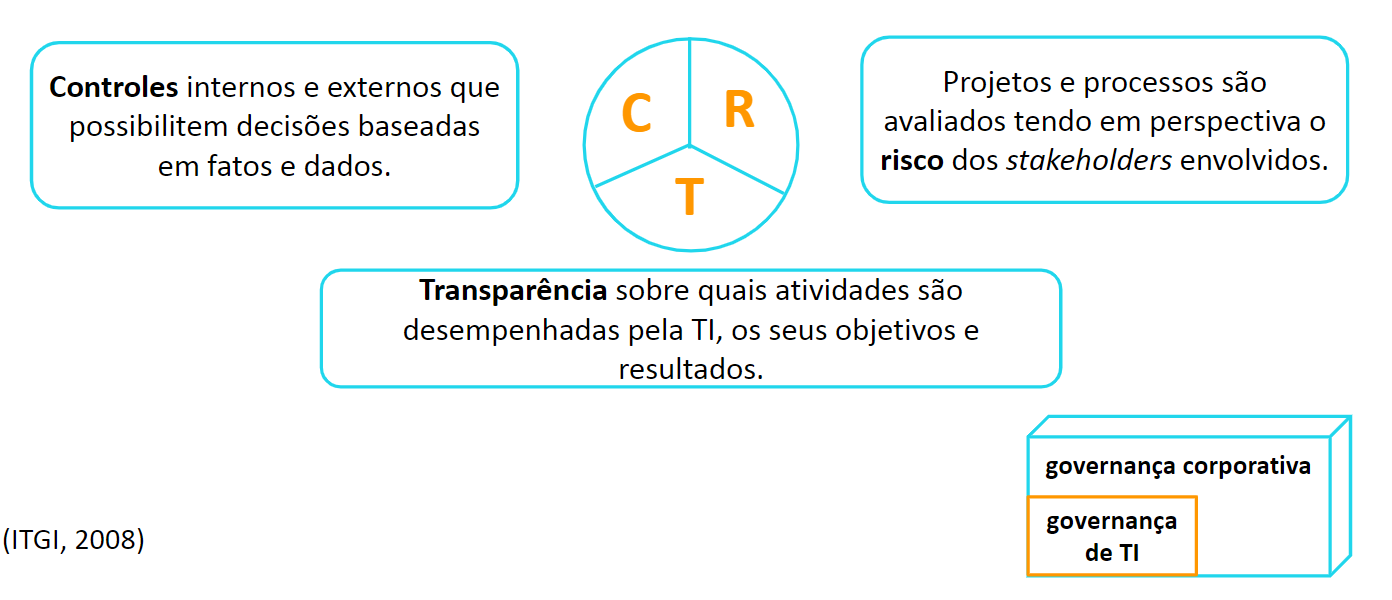 Controles internos e externos que
possibilitem decisões baseadas
em fatos e dados.
C
R
T
Projetos e processos são
avaliados tendo em perspectiva o
risco dos stakeholders envolvidos.
Transparência sobre quais atividades são
desempenhadas pela TI, os seus objetivos e
resultados.
governança corporativa
governança
de TI
(ITGI, 2008)